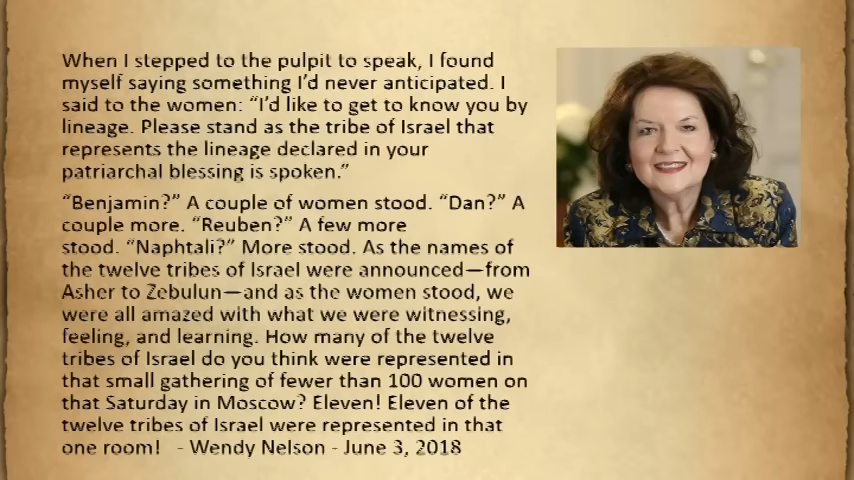 When I stepped to the pulpit to speak, I found
myself saying something I’d never anticipated. I
said to the women: “I’d like to get to know you by
lineage. Please stand as the tribe of Israel that
represents the lineage declared in your
patriarchal blessing is spoken.”
“Benjamin?” A couple of women stood. “Dan?” A
couple more. “Reuben?” A few more
stood. “Naphtali?” More stood. As the names of
the twelve tribes of Israel were announced—from
Asher to Zebulun—and as the women stood, we
were all amazed with what we were witnessing,
feeling, and learning. How many of the twelve
tribes of Israel do you think were represented in
that small gathering of fewer than 100 women on
that Saturday in Moscow? Eleven! Eleven of the
twelve tribes of Israel were represented in that
one room! - Wendy Nelson - June 3, 2018